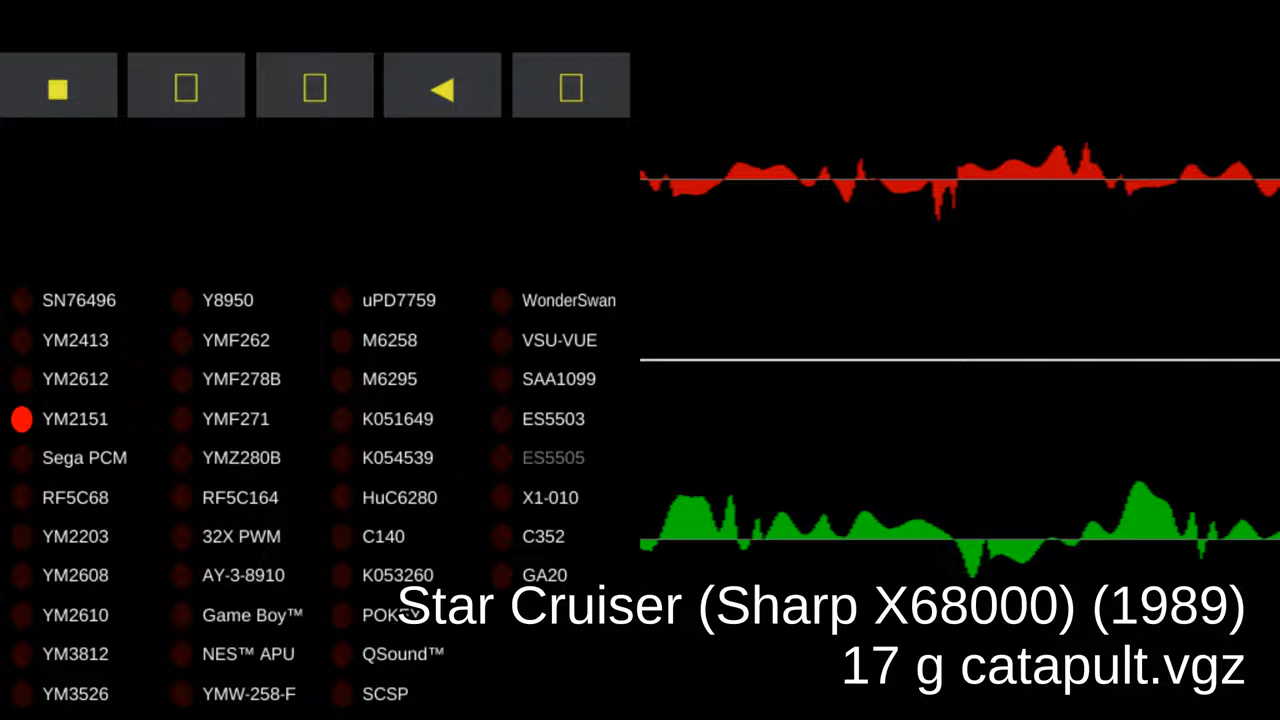 SN76496 Y8950 uPD7759 WonderSwan
YM2413 YMF262 M6258 VSU-VUE
YM2612 YMF278B M6295 SAA1099
YM2151 YMF271 K051649 ES5503
Sega PCM YMZ280B K054539 ES5505
RF5C68 RF5C164 HuC6280 X1-010
YM2203 32X PWM C140 C352
YM2608 AY-3-8910 K053260 GA20
YM2610 Game Boy™ POKEY
YM3812 NES™ APU QSound™
YM3526 YMW-258-F SCSP
Star Cruiser (Sharp X68000) (1989)
17 g catapult.vgz